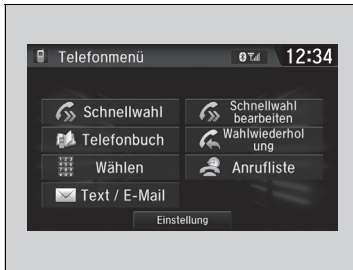 Telefonmenü
12:34
Schnellwahl
Schnellwahl
bearbeiten
Telefonbuch
Wahlwiederhol
ung
Wählen
Anrufliste
Text / E-Mail
Einstellung